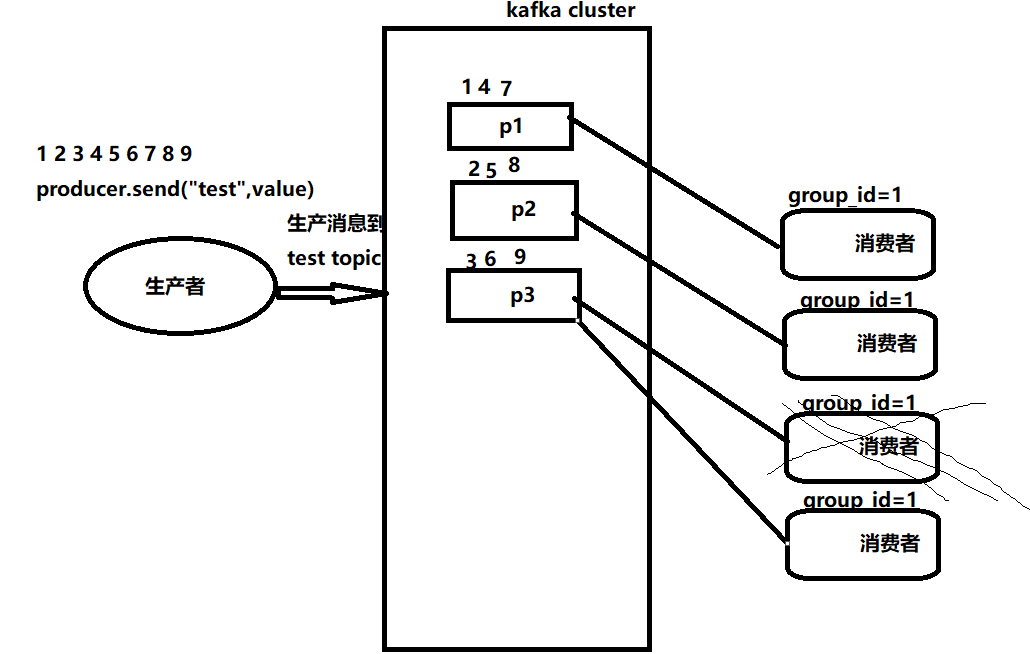 kafka cluster
1 2 3 4 5 6 7 8 9
producer.send("test",value)
生产消息到
test topic
生产者
1 4 7
p1
2 5 8
p2
3 6 9
p3
group_id=1
消费者
group_id=1
消费者
group_id=1
消费者
group_id=1
消费者